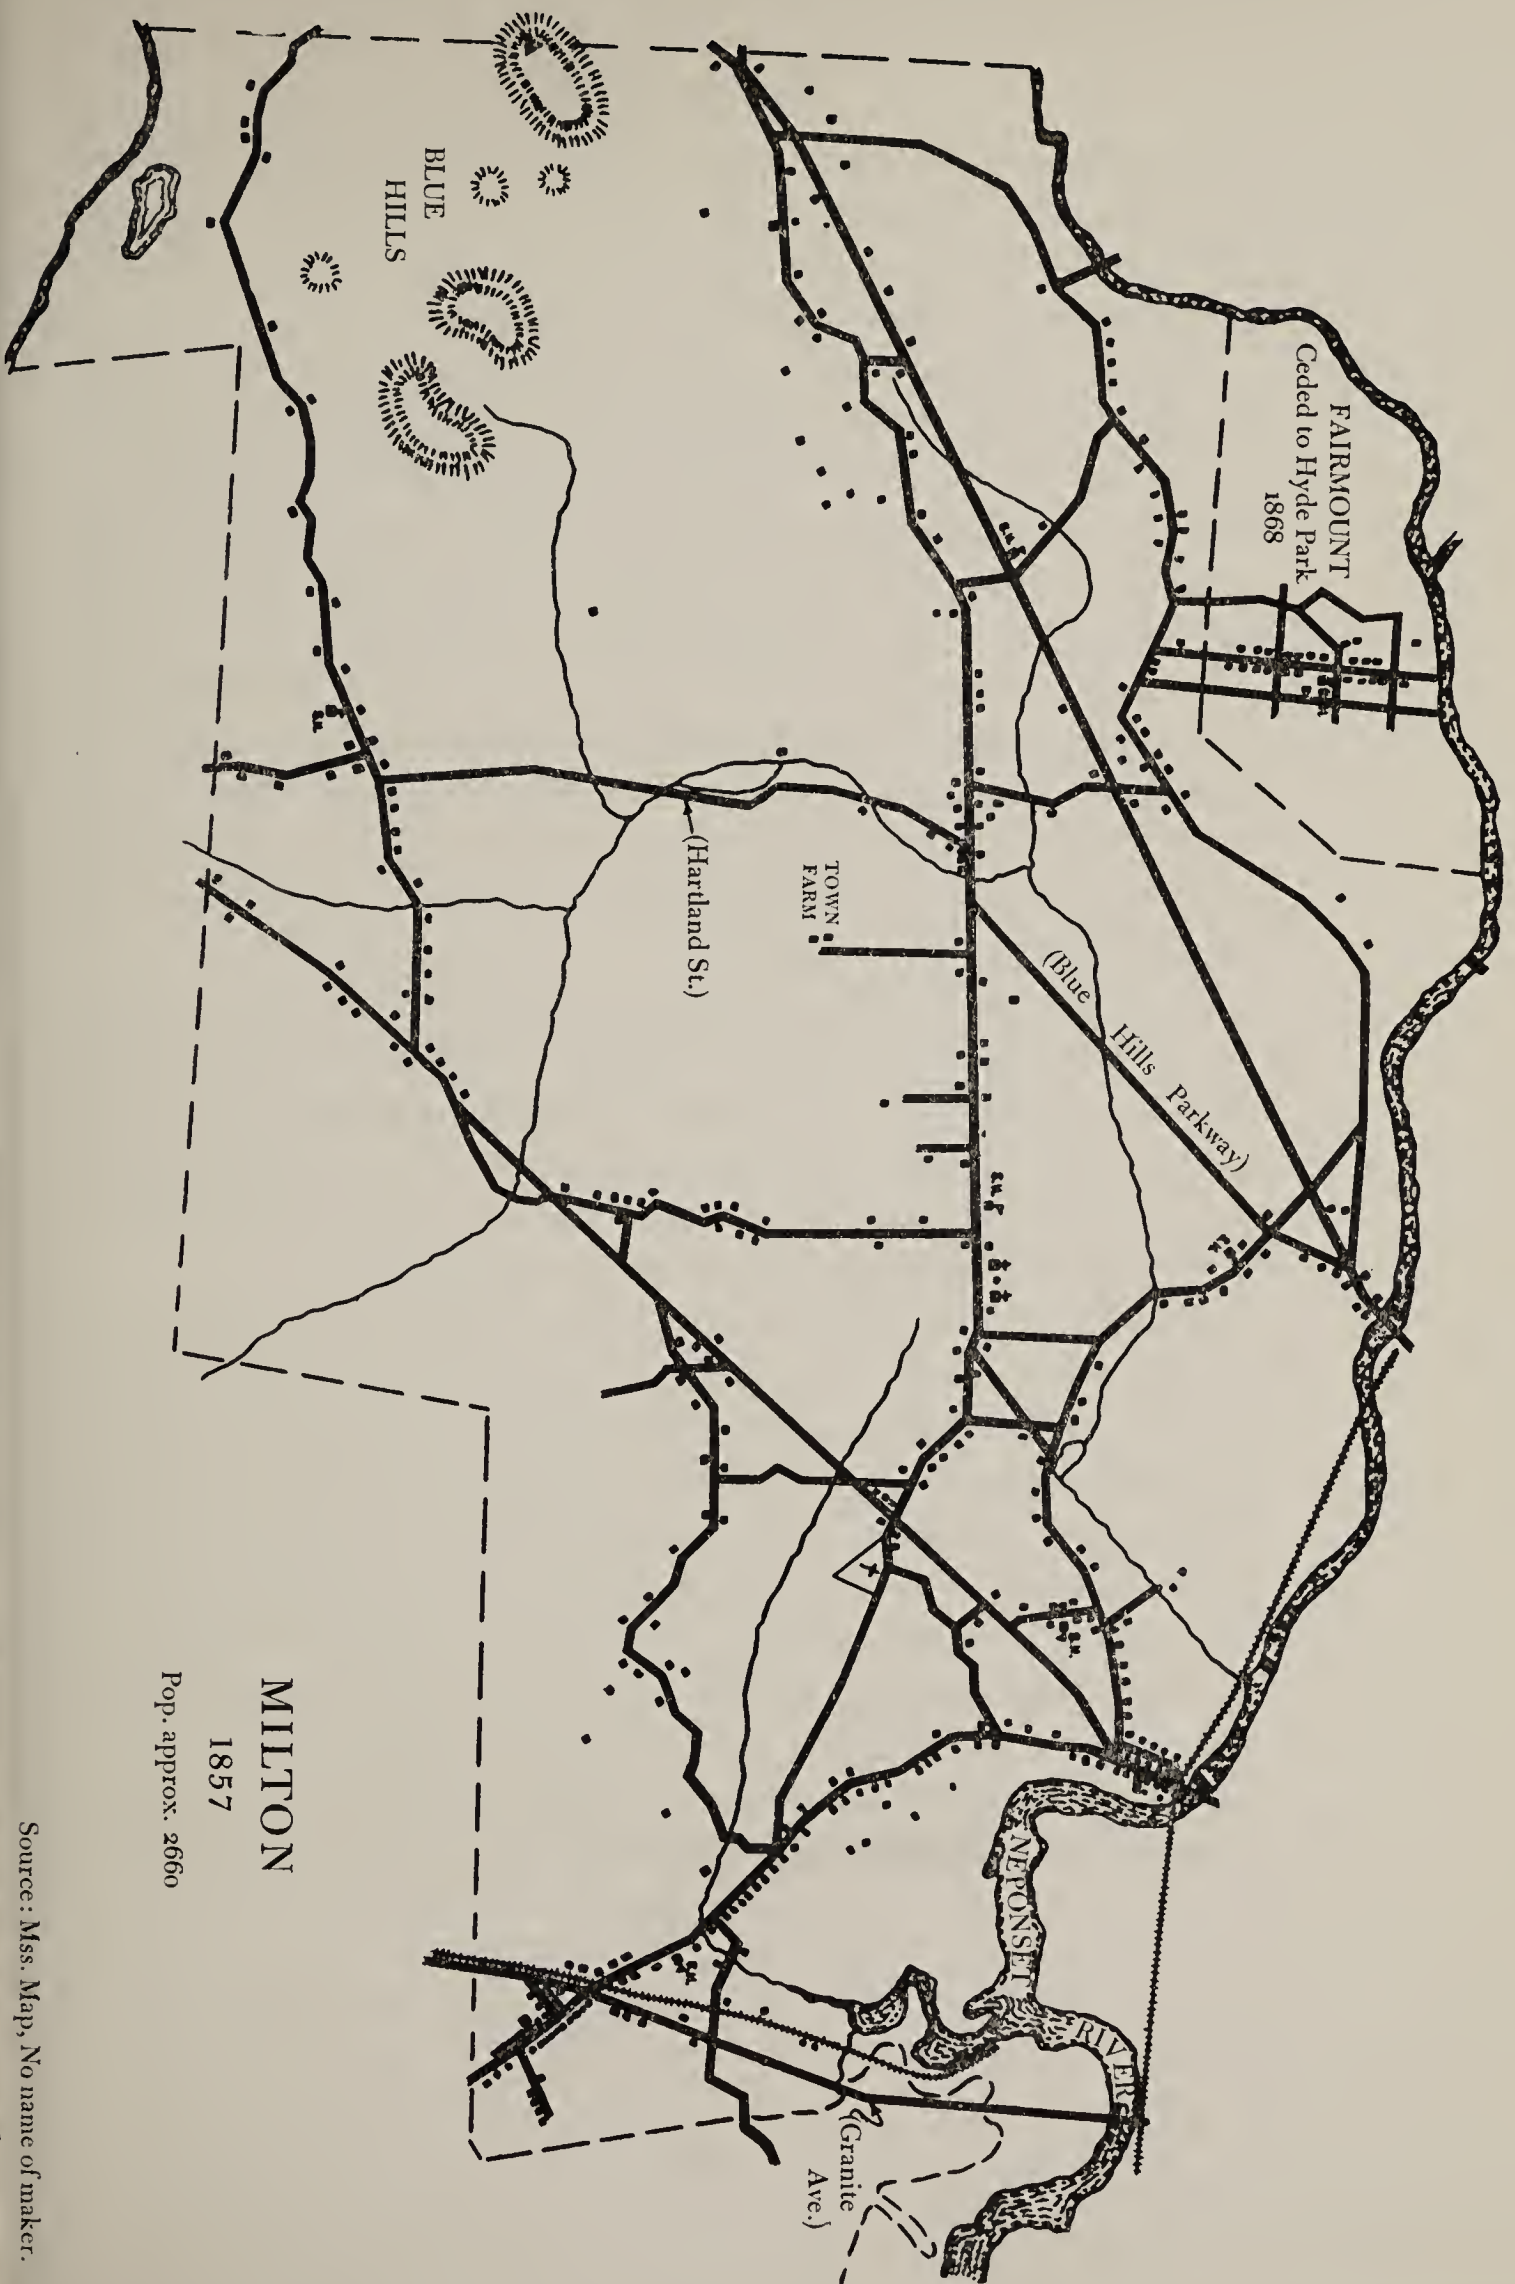 FAIRMOUNT
Ceded to Hyde Park
1868
BLUE
HILLS
(Blue Hills Parkway)
TOWN
FARM
(Hartland St.)
S.H.
S.H.
S.H.
S.H.
NEPONSET RIVER
(Granite
Ave.)
MILTON
1857
Pop. approx. 2660
Source: Mss. Map, No name of maker.